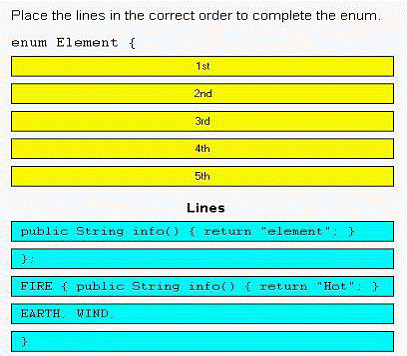 Place the lines in the correct order to complete the enum.
enum Element {
1st
2nd
3rd
4th
5th
Lines
public String info() { return "element"; }
};
FIRE { public String info() { return "Hot"; }
EARTH, WIND,
}